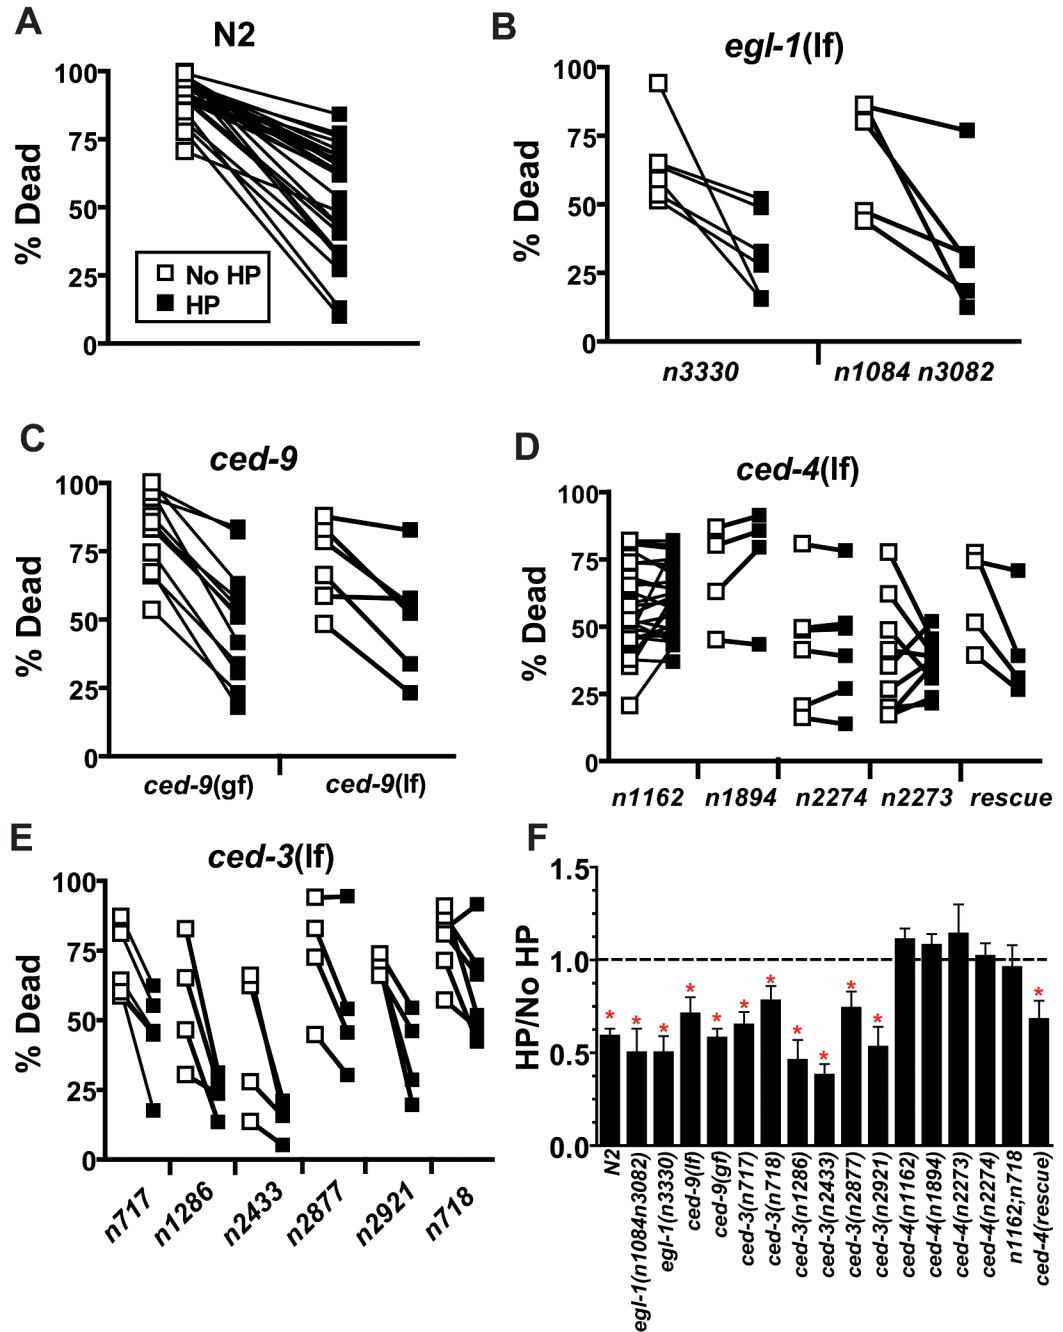 A
N2
100
75
50
25
0
% Dead
No HP
HP
B
egl-1(lf)
100
75
50
25
0
% Dead
n3330
n1084 n3082
C
ced-9
100
75
50
25
0
% Dead
ced-9(gf)
ced-9(lf)
D
ced-4(lf)
100
75
50
25
0
% Dead
n1162
n1894
n2274
n2273
rescue
E
ced-3(lf)
100
75
50
25
0
% Dead
n717
n1286
n2433
n2877
n2921
n718
F
1.5
1.0
0.5
0.0
HP/No HP
* * * * * * * * * * * *
N2
egl-1(n1084n3082)
egl-1(n3330)
ced-9(lf)
ced-9(gf)
ced-3(n717)
ced-3(n718)
ced-3(n1286)
ced-3(n2433)
ced-3(n2877)
ced-3(n2921)
ced-4(n1162)
ced-4(n1894)
ced-4(n2273)
ced-4(n2274)
n1162;n718
ced-4(rescue)